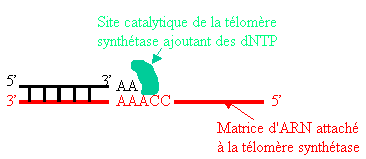 Site catalytique de la télomère
synthétase ajoutant des dNTP
5' 3' AA
3' AAACC 5'
Matrice d'ARN attaché
à la télomère synthétase